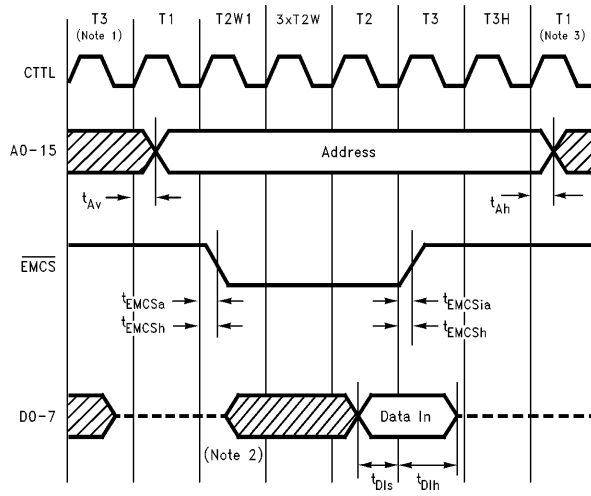 T3 T1 T2W1 3xT2W T2 T3 T3H T1
(Note 1) (Note 3)
CTTL
A0-15 Address
tAv tAh
EMCS
tEMCSa tEMCSia
tEMCSh tEMCSh
D0-7 Data In
(Note 2)
tDIs tDIh